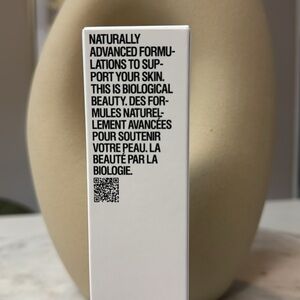 NATURALLY
ADVANCED FORMU-
LATIONS TO SUP-
PORT YOUR SKIN.
THIS IS BIOLOGICAL
BEAUTY. DES FOR-
MULES NATUREL-
LEMENT AVANCÉES
POUR SOUTENIR
VOTRE PEAU. LA
BEAUTÉ PAR LA
BIOLOGIE.